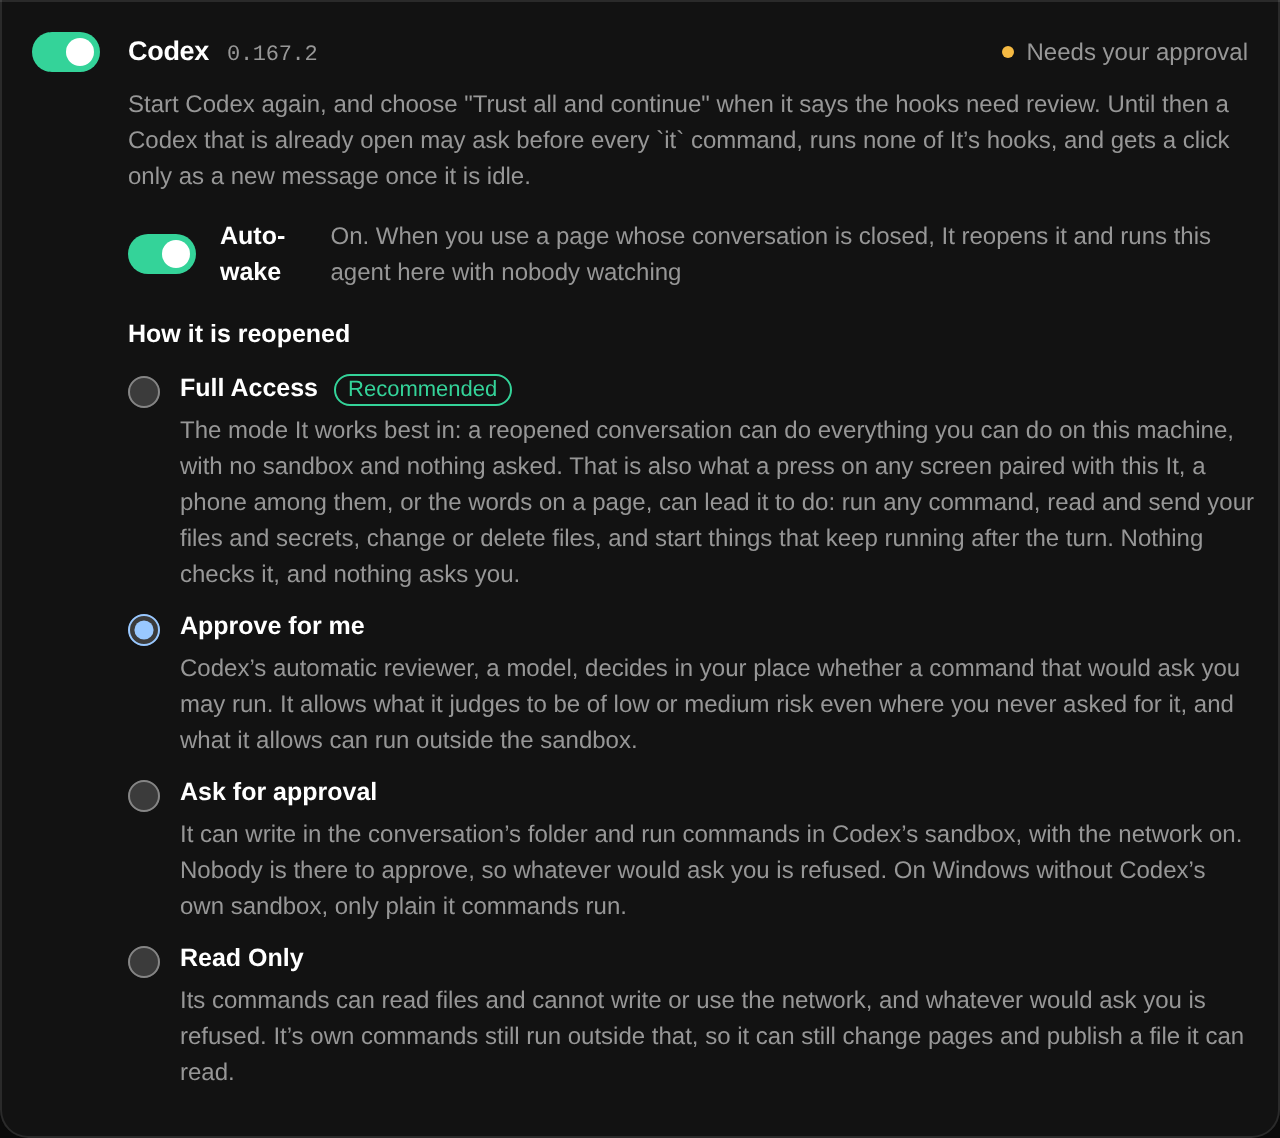 Codex 0.167.2
Needs your approval
Start Codex again, and choose "Trust all and continue" when it says the hooks need review. Until then a
Codex that is already open may ask before every `it` command, runs none of It’s hooks, and gets a click
only as a new message once it is idle.
Auto-
wake
On. When you use a page whose conversation is closed, It reopens it and runs this
agent here with nobody watching
How it is reopened
Full Access Recommended
The mode It works best in: a reopened conversation can do everything you can do on this machine,
with no sandbox and nothing asked. That is also what a press on any screen paired with this It, a
phone among them, or the words on a page, can lead it to do: run any command, read and send your
files and secrets, change or delete files, and start things that keep running after the turn. Nothing
checks it, and nothing asks you.
Approve for me
Codex’s automatic reviewer, a model, decides in your place whether a command that would ask you
may run. It allows what it judges to be of low or medium risk even where you never asked for it, and
what it allows can run outside the sandbox.
Ask for approval
It can write in the conversation’s folder and run commands in Codex’s sandbox, with the network on.
Nobody is there to approve, so whatever would ask you is refused. On Windows without Codex’s
own sandbox, only plain it commands run.
Read Only
Its commands can read files and cannot write or use the network, and whatever would ask you is
refused. It’s own commands still run outside that, so it can still change pages and publish a file it can
read.